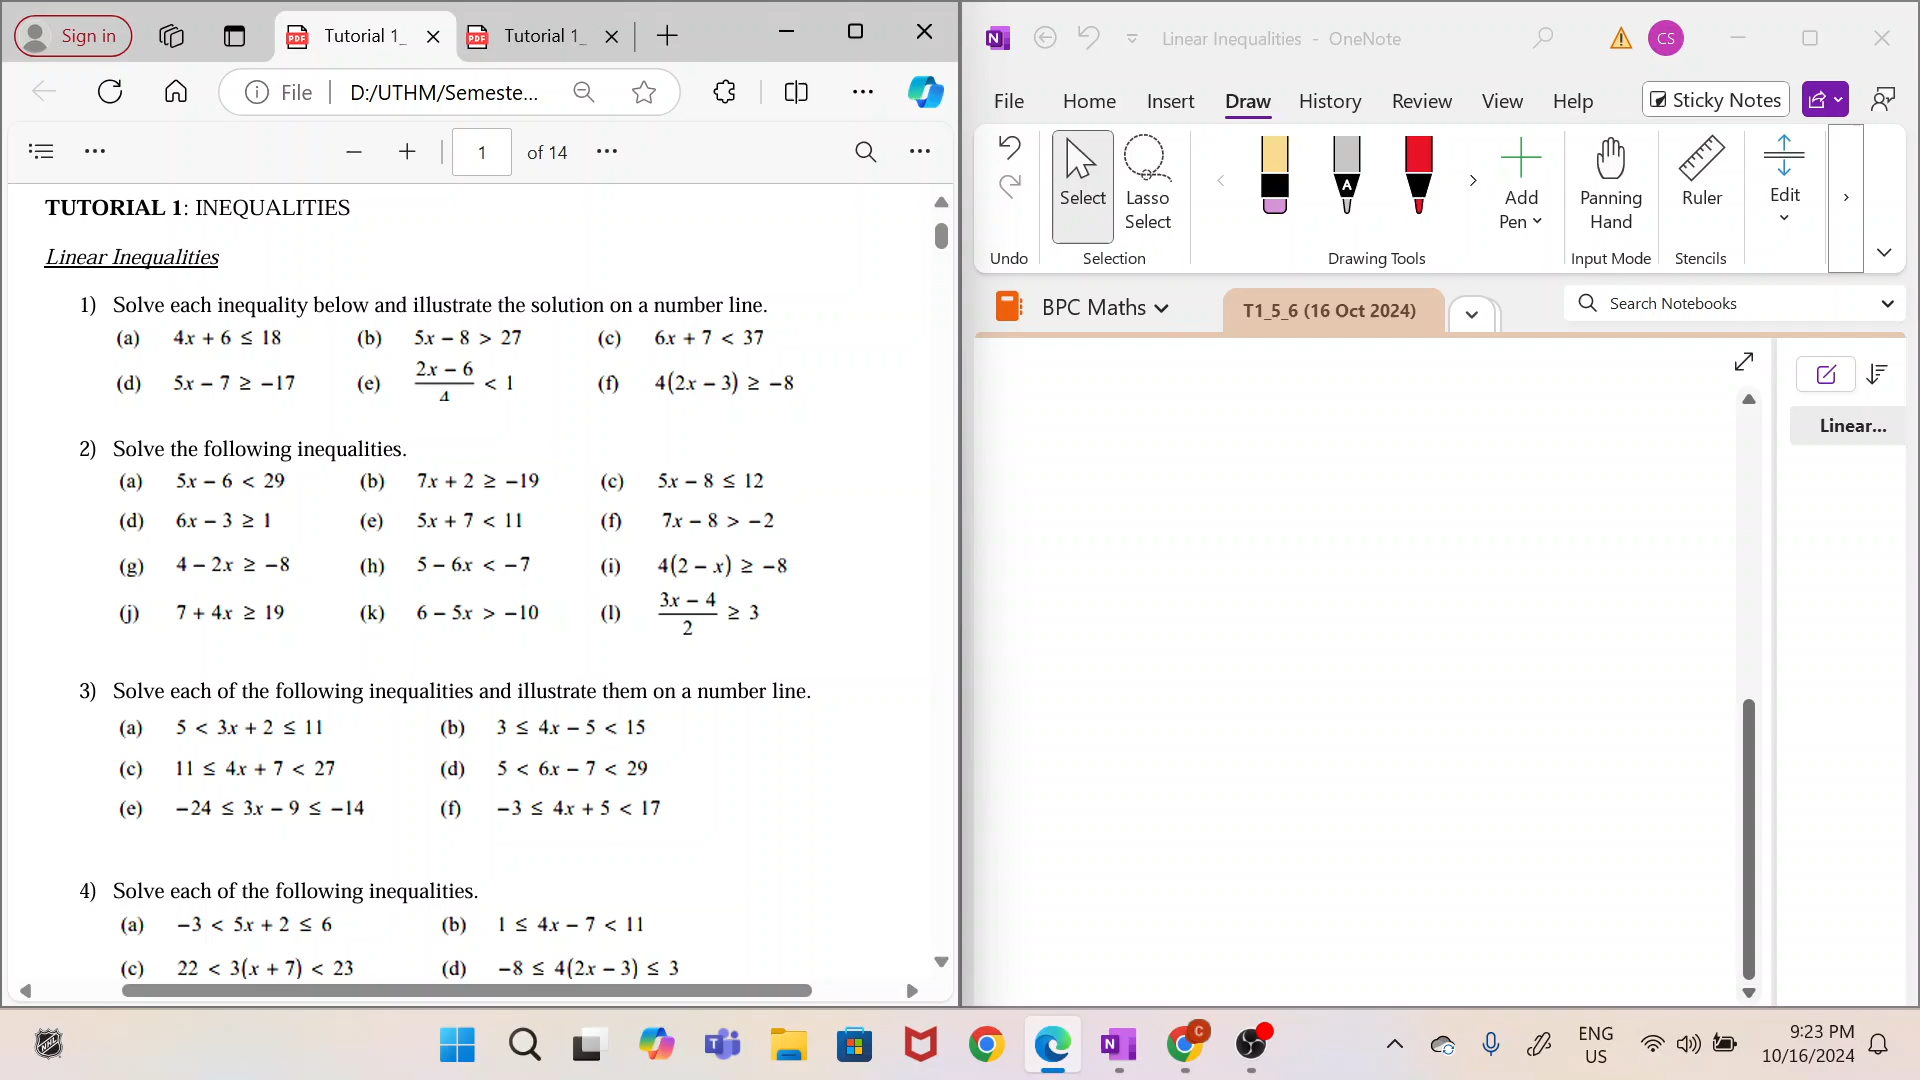 Sign in
Tutorial 1_
Tutorial 1_
File
D:/UTHM/Semeste...
1
of 14
TUTORIAL 1: INEQUALITIES
Linear Inequalities
1) Solve each inequality below and illustrate the solution on a number line.
(a) 4x + 6 ≤ 18 (b) 5x − 8 > 27 (c) 6x + 7 < 37
(d) 5x − 7 ≥ −17 (e) (2x − 6)/4 < 1 (f) 4(2x − 3) ≥ −8
2) Solve the following inequalities.
(a) 5x − 6 < 29 (b) 7x + 2 ≥ −19 (c) 5x − 8 ≤ 12
(d) 6x − 3 ≥ 1 (e) 5x + 7 < 11 (f) 7x − 8 > −2
(g) 4 − 2x ≥ −8 (h) 5 − 6x < −7 (i) 4(2 − x) ≥ −8
(j) 7 + 4x ≥ 19 (k) 6 − 5x > −10 (l) (3x − 4)/2 ≥ 3
3) Solve each of the following inequalities and illustrate them on a number line.
(a) 5 < 3x + 2 ≤ 11 (b) 3 ≤ 4x − 5 < 15
(c) 11 ≤ 4x + 7 < 27 (d) 5 < 6x − 7 < 29
(e) −24 ≤ 3x − 9 ≤ −14 (f) −3 ≤ 4x + 5 < 17
4) Solve each of the following inequalities.
(a) −3 < 5x + 2 ≤ 6 (b) 1 ≤ 4x − 7 < 11
(c) 22 < 3(x + 7) < 23 (d) −8 ≤ 4(2x − 3) ≤ 3
Linear Inequalities - OneNote
CS
File Home Insert Draw History Review View Help
Sticky Notes
Select
Lasso Select
A
Add Pen
Panning Hand
Ruler
Edit
Undo Selection Drawing Tools Input Mode Stencils
BPC Maths
T1_5_6 (16 Oct 2024)
Search Notebooks
Linear...
NHL
C
ENG
US
9:23 PM
10/16/2024